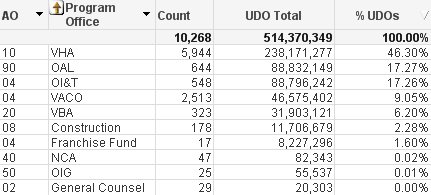 AO Program Office Count UDO Total % UDOs
10,268 514,370,349 100.00%
10 VHA 5,944 238,171,277 46.30%
90 OAL 644 88,832,149 17.27%
04 OI&T 548 88,796,242 17.26%
04 VACO 2,513 46,575,402 9.05%
20 VBA 323 31,903,121 6.20%
08 Construction 178 11,706,679 2.28%
04 Franchise Fund 17 8,227,296 1.60%
40 NCA 47 82,343 0.02%
50 OIG 25 55,537 0.01%
02 General Counsel 29 20,303 0.00%